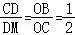 CD/DM = OB/OC = 1/2